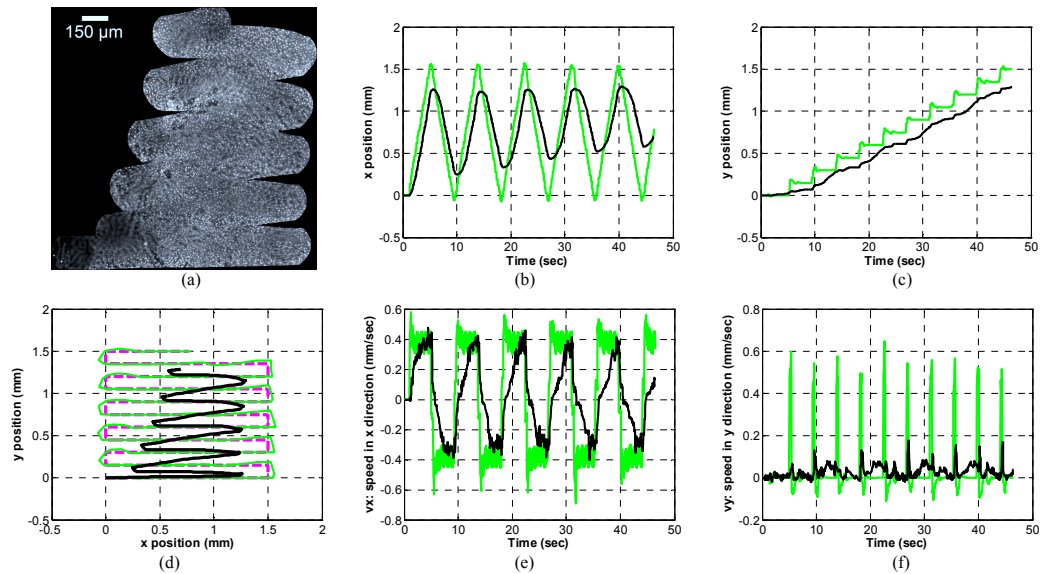 150 µm
(a)
2
1.5
1
0.5
0
-0.5
0 10 20 30 40 50
x position (mm)
Time (sec)
(b)
2
1.5
1
0.5
0
-0.5
0 10 20 30 40 50
y position (mm)
Time (sec)
(c)
2
1.5
1
0.5
0
-0.5
-0.5 0 0.5 1 1.5 2
y position (mm)
x position (mm)
(d)
0.6
0.4
0.2
0
-0.2
-0.4
-0.6
-0.8
0 10 20 30 40 50
vx: speed in x direction (mm/sec)
Time (sec)
(e)
0.8
0.6
0.4
0.2
0
-0.2
0 10 20 30 40 50
vy: speed in y direction (mm/sec)
Time (sec)
(f)